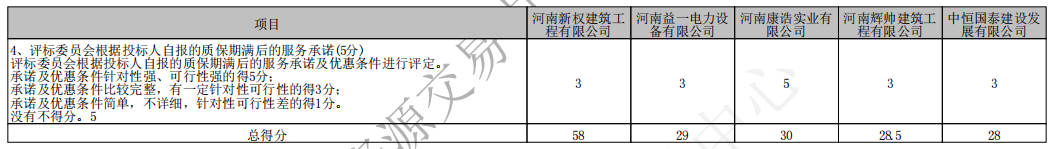 项目 河南新权建筑工程有限公司 河南益一电力设备有限公司 河南康诰实业有限公司 河南辉帅建筑工程有限公司 中恒国泰建设发展有限公司
4、评标委员会根据投标人自报的质保期满后的服务承诺(5分)
评标委员会根据投标人自报的质保期满后的服务承诺及优惠条件进行评定。
承诺及优惠条件针对性强、可行性强的得5分;
承诺及优惠条件比较完整，有一定针对性可行性的得3分;
承诺及优惠条件简单，不详细，针对性可行性差的得1分。
没有不得分。5
3 3 5 3 3
总得分 58 29 30 28.5 28
源交易中心